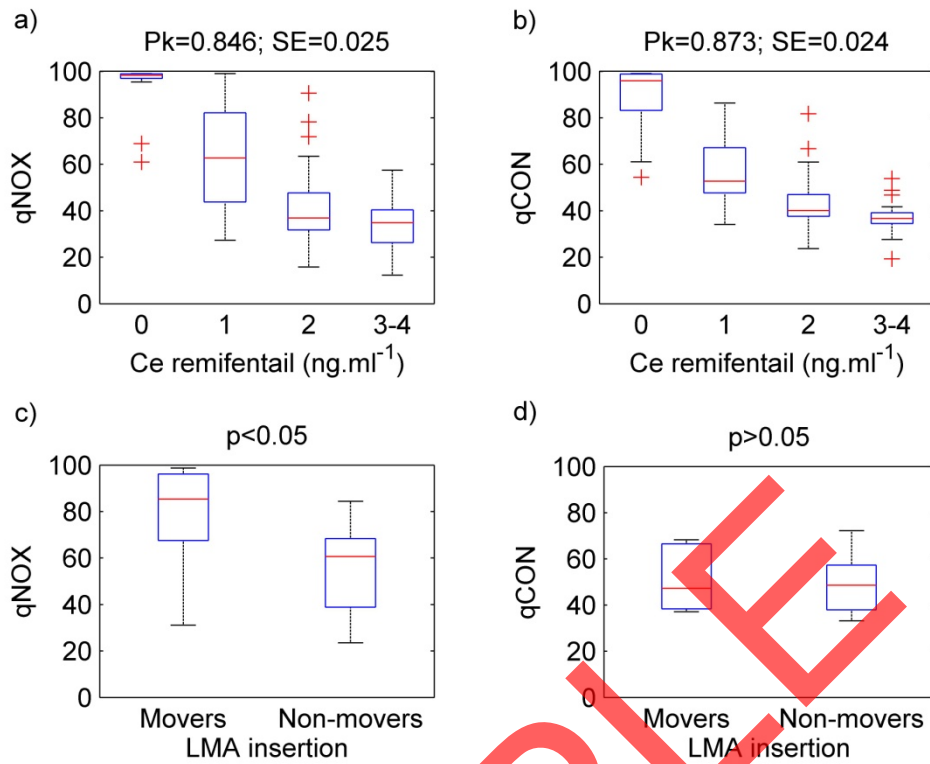 a)
Pk=0.846; SE=0.025
100
80
60
40
20
0
qNOX
0 1 2 3-4
Ce remifentail (ng.ml⁻¹)
b)
Pk=0.873; SE=0.024
100
80
60
40
20
0
qCON
0 1 2 3-4
Ce remifentail (ng.ml⁻¹)
c)
p<0.05
100
80
60
40
20
0
qNOX
Movers Non-movers
LMA insertion
d)
p>0.05
100
80
60
40
20
0
qCON
Movers Non-movers
LMA insertion
PLE